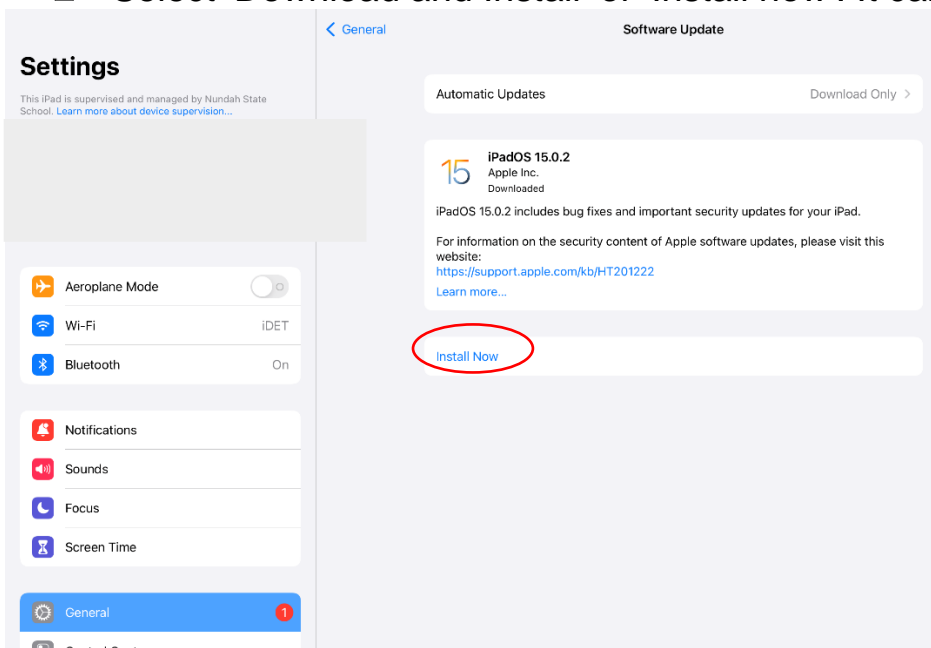 General
Software Update
Settings
This iPad is supervised and managed by Nundah State
School. Learn more about device supervision...
Automatic Updates
Download Only
15
iPadOS 15.0.2
Apple Inc.
Downloaded
iPadOS 15.0.2 includes bug fixes and important security updates for your iPad.
For information on the security content of Apple software updates, please visit this
website:
https://support.apple.com/kb/HT201222
Learn more...
Aeroplane Mode
Wi-Fi
iDET
Install Now
Bluetooth
On
Notifications
Sounds
Focus
Screen Time
General
1